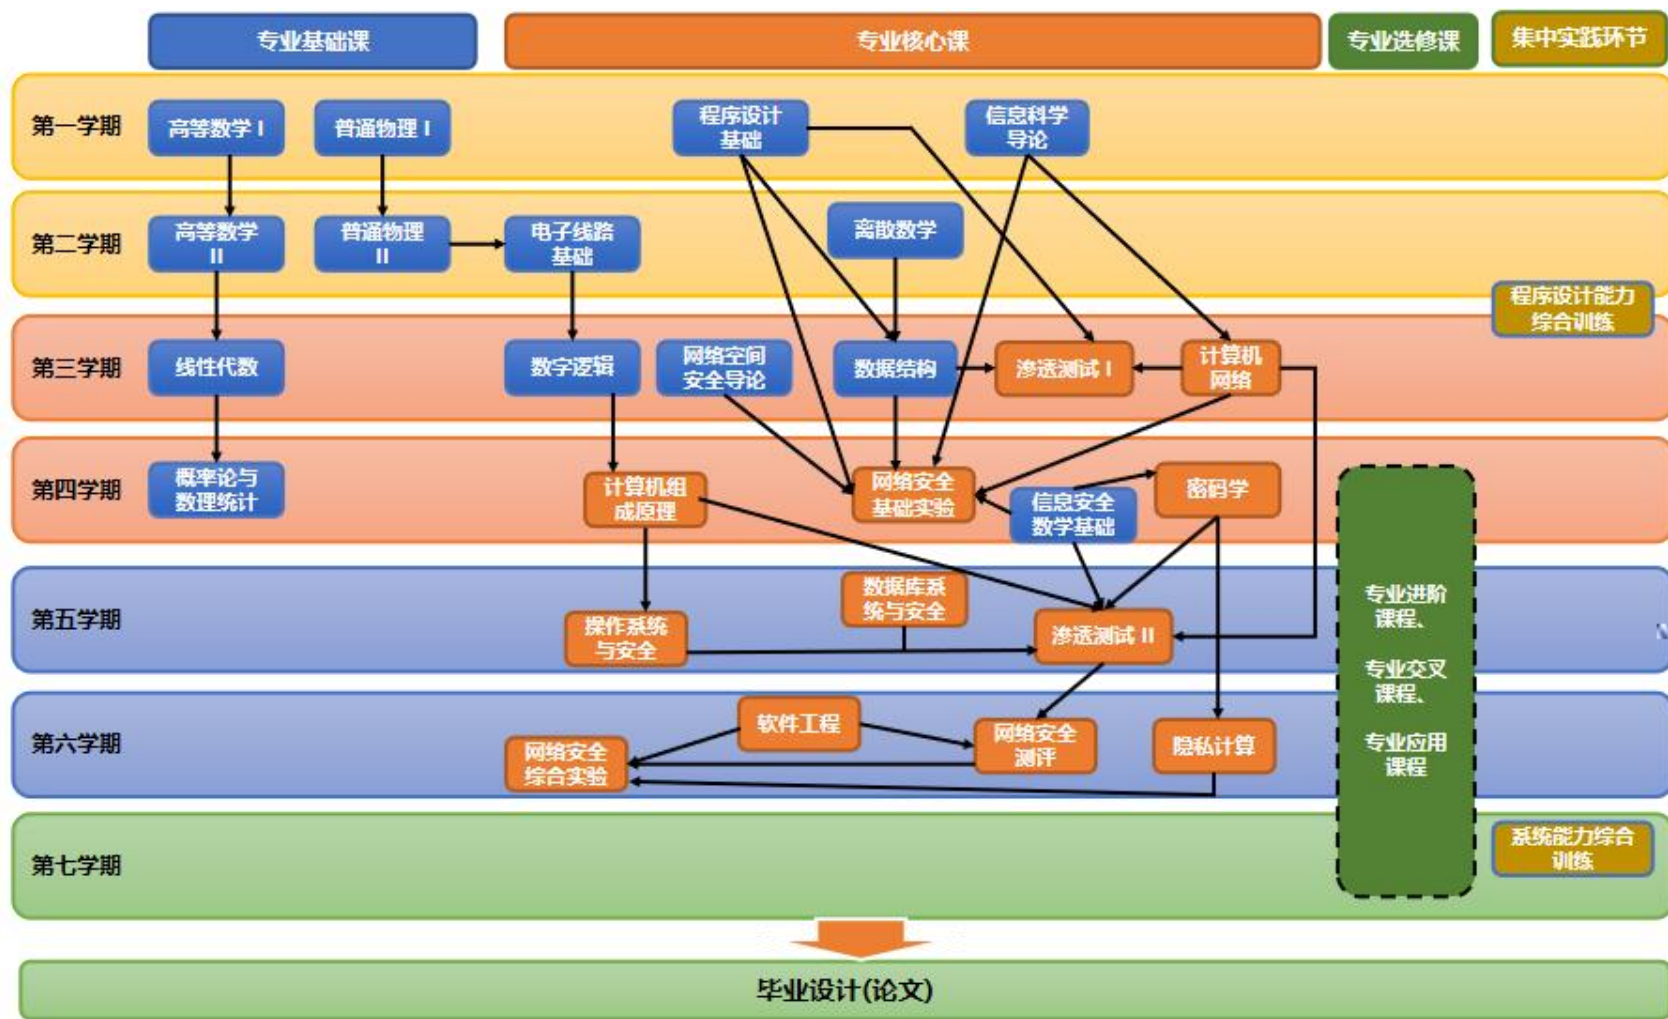 专业基础课
专业核心课
专业选修课
集中实践环节
第一学期
高等数学 I
普通物理 I
程序设计
基础
信息科学
导论
第二学期
高等数学
II
普通物理
II
电子线路
基础
离散数学
程序设计能力
综合训练
第三学期
线性代数
数字逻辑
网络空间
安全导论
数据结构
渗透测试 I
计算机
网络
第四学期
概率论与
数理统计
计算机组
成原理
网络安全
基础实验
信息安全
数学基础
密码学
第五学期
操作系统
与安全
数据库系
统与安全
渗透测试 II
专业进阶
课程、
专业交叉
课程、
专业应用
课程
第六学期
网络安全
综合实验
软件工程
网络安全
测评
隐私计算
第七学期
系统能力综合
训练
毕业设计(论文)